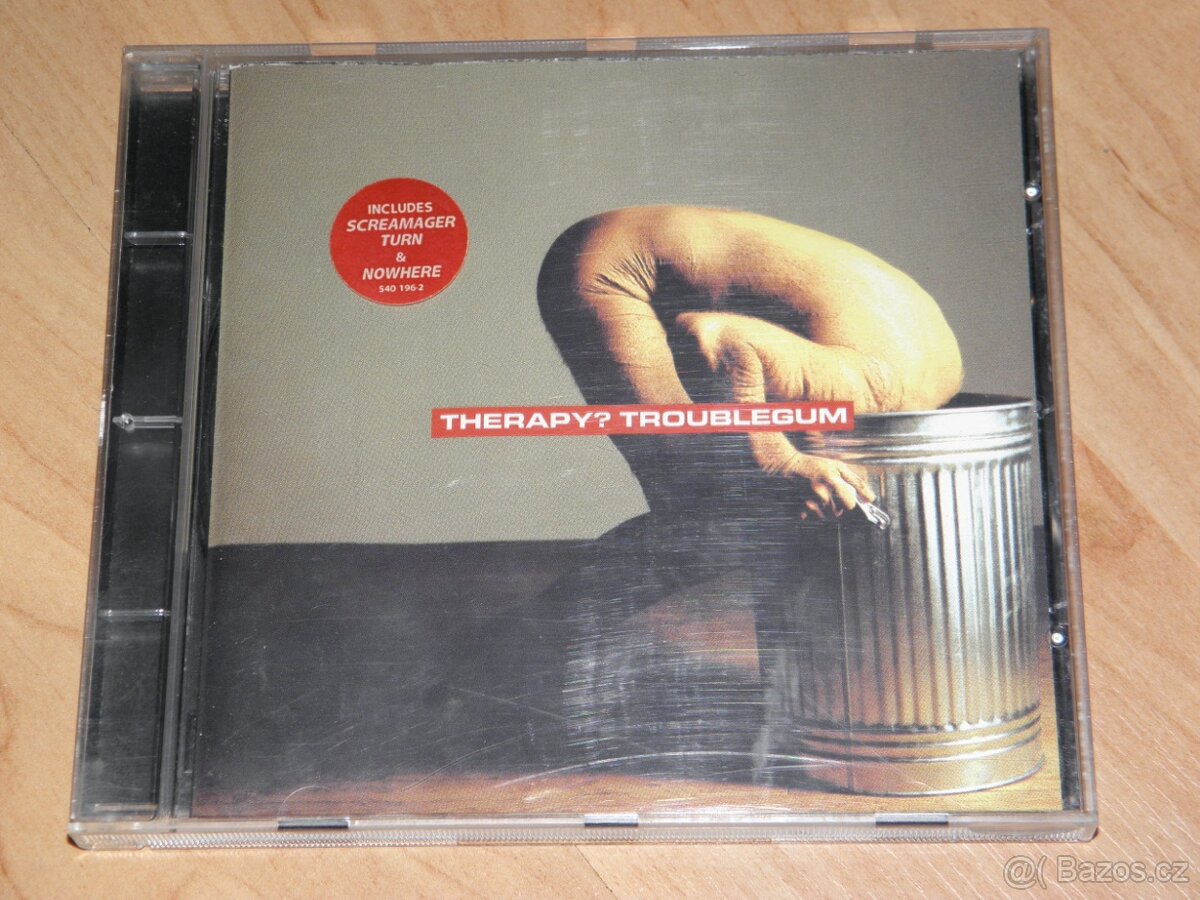 INCLUDES
SCREAMAGER
TURN
&
NOWHERE
540 196-2
THERAPY? TROUBLEGUM
@( Bazos.cz